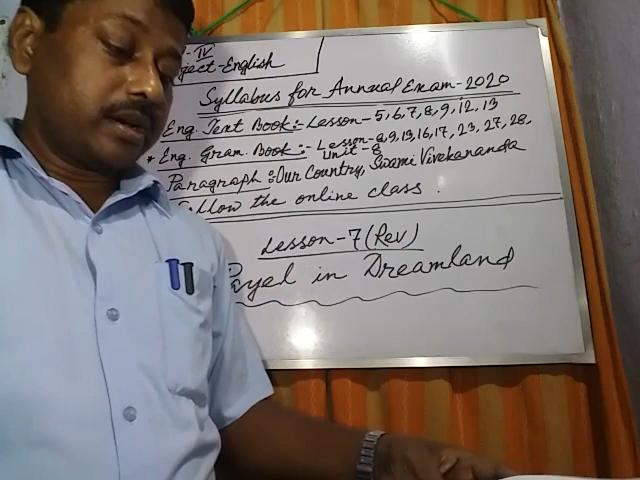 - IV
ject - English
Syllabus for Annual Exam - 2020
Eng. Text Book :- Lesson - 5, 6, 7, 8, 9, 12, 13
* Eng. Gram. Book :- Lesson - 8, 9, 13, 16, 17, 23, 27, 28,
Unit - 8
Paragraph :- Our Country, Swami Vivekananda
Follow the online class .
Lesson - 7 (Rev)
Payel in Dreamland